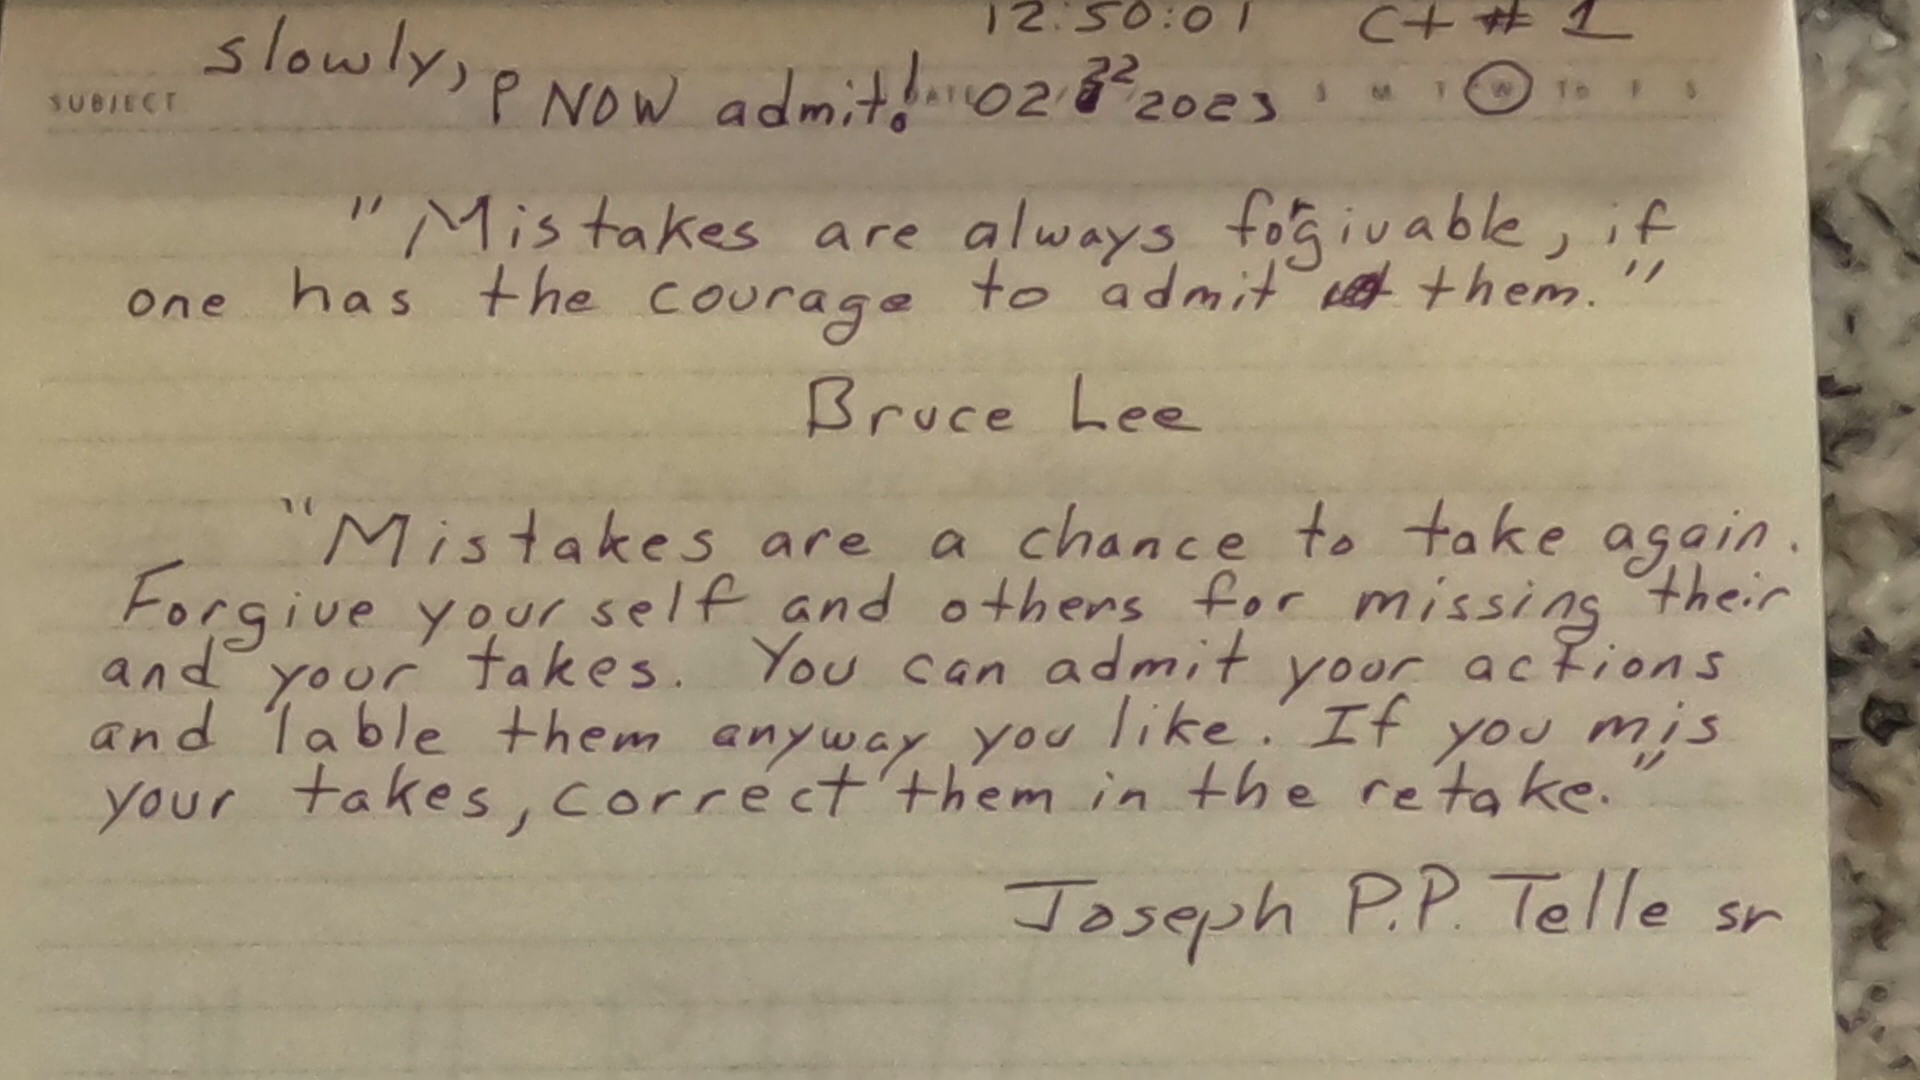 12:50:01 C+ # 1
slowly, P NOW admit!
SUBJECT DATE 02 22 2023 S M T W Th F S
"Mistakes are always forgivable, if
one has the courage to admit them."
Bruce Lee
"Mistakes are a chance to take again.
Forgive your self and others for missing their
and your takes. You can admit your actions
and lable them anyway you like. If you mis
your takes, correct them in the retake."
Joseph P.P. Telle sr